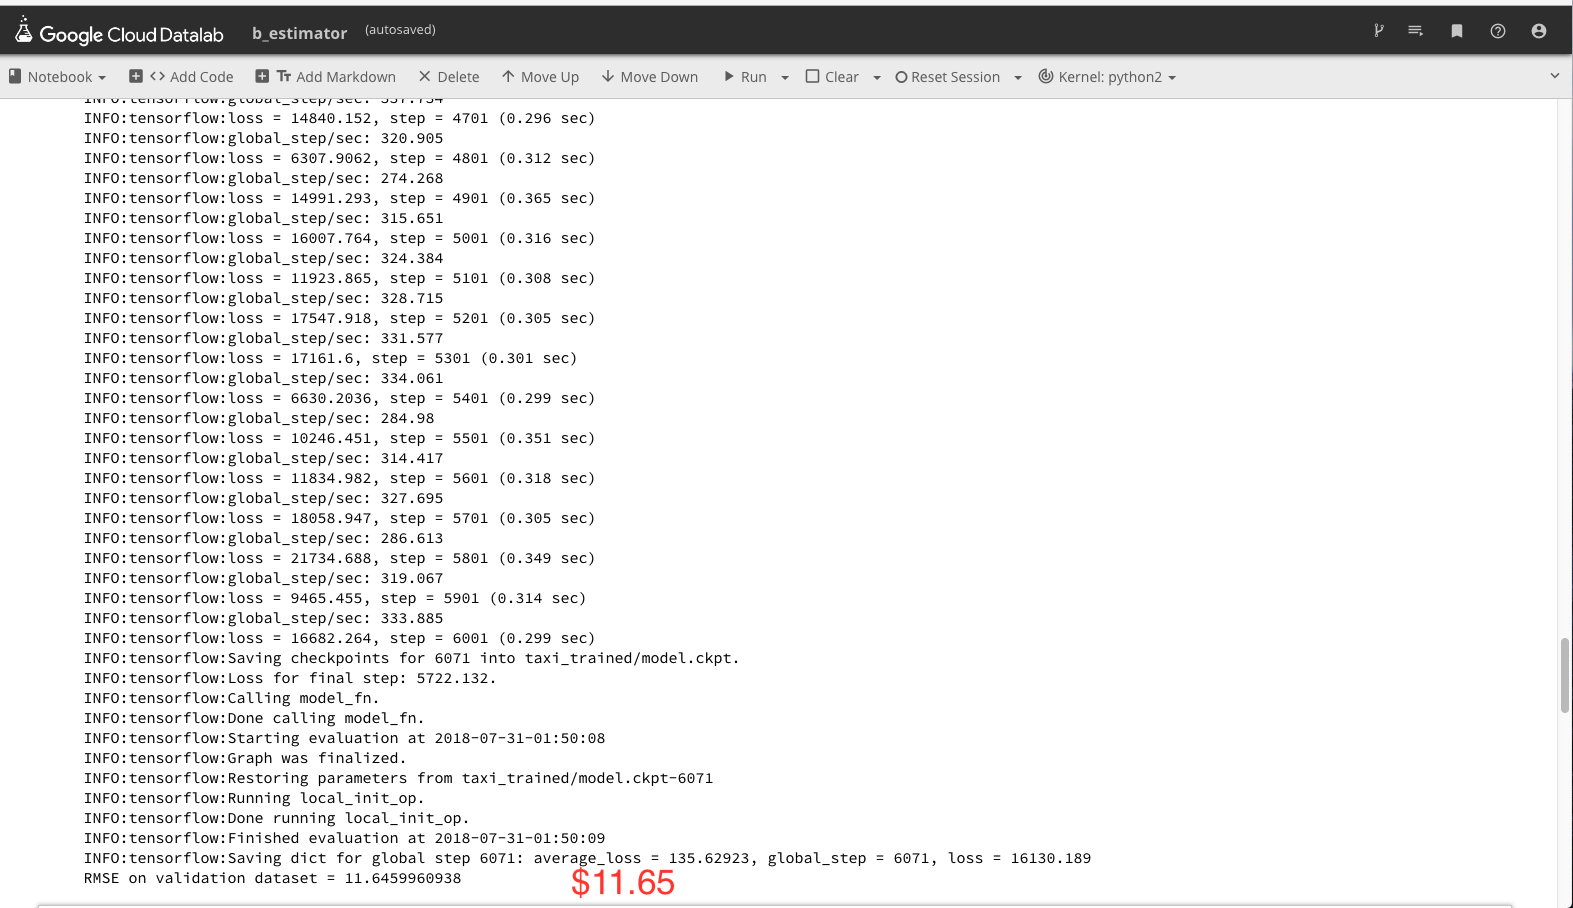 Google Cloud Datalab b_estimator (autosaved)
Notebook <> Add Code Tr Add Markdown Delete Move Up Move Down Run Clear Reset Session Kernel: python2
INFO:tensorflow:global_step/sec: 337.734
INFO:tensorflow:loss = 14840.152, step = 4701 (0.296 sec)
INFO:tensorflow:global_step/sec: 320.905
INFO:tensorflow:loss = 6307.9062, step = 4801 (0.312 sec)
INFO:tensorflow:global_step/sec: 274.268
INFO:tensorflow:loss = 14991.293, step = 4901 (0.365 sec)
INFO:tensorflow:global_step/sec: 315.651
INFO:tensorflow:loss = 16007.764, step = 5001 (0.316 sec)
INFO:tensorflow:global_step/sec: 324.384
INFO:tensorflow:loss = 11923.865, step = 5101 (0.308 sec)
INFO:tensorflow:global_step/sec: 328.715
INFO:tensorflow:loss = 17547.918, step = 5201 (0.305 sec)
INFO:tensorflow:global_step/sec: 331.577
INFO:tensorflow:loss = 17161.6, step = 5301 (0.301 sec)
INFO:tensorflow:global_step/sec: 334.061
INFO:tensorflow:loss = 6630.2036, step = 5401 (0.299 sec)
INFO:tensorflow:global_step/sec: 284.98
INFO:tensorflow:loss = 10246.451, step = 5501 (0.351 sec)
INFO:tensorflow:global_step/sec: 314.417
INFO:tensorflow:loss = 11834.982, step = 5601 (0.318 sec)
INFO:tensorflow:global_step/sec: 327.695
INFO:tensorflow:loss = 18058.947, step = 5701 (0.305 sec)
INFO:tensorflow:global_step/sec: 286.613
INFO:tensorflow:loss = 21734.688, step = 5801 (0.349 sec)
INFO:tensorflow:global_step/sec: 319.067
INFO:tensorflow:loss = 9465.455, step = 5901 (0.314 sec)
INFO:tensorflow:global_step/sec: 333.885
INFO:tensorflow:loss = 16682.264, step = 6001 (0.299 sec)
INFO:tensorflow:Saving checkpoints for 6071 into taxi_trained/model.ckpt.
INFO:tensorflow:Loss for final step: 5722.132.
INFO:tensorflow:Calling model_fn.
INFO:tensorflow:Done calling model_fn.
INFO:tensorflow:Starting evaluation at 2018-07-31-01:50:08
INFO:tensorflow:Graph was finalized.
INFO:tensorflow:Restoring parameters from taxi_trained/model.ckpt-6071
INFO:tensorflow:Running local_init_op.
INFO:tensorflow:Done running local_init_op.
INFO:tensorflow:Finished evaluation at 2018-07-31-01:50:09
INFO:tensorflow:Saving dict for global step 6071: average_loss = 135.62923, global_step = 6071, loss = 16130.189
RMSE on validation dataset = 11.6459960938 $11.65